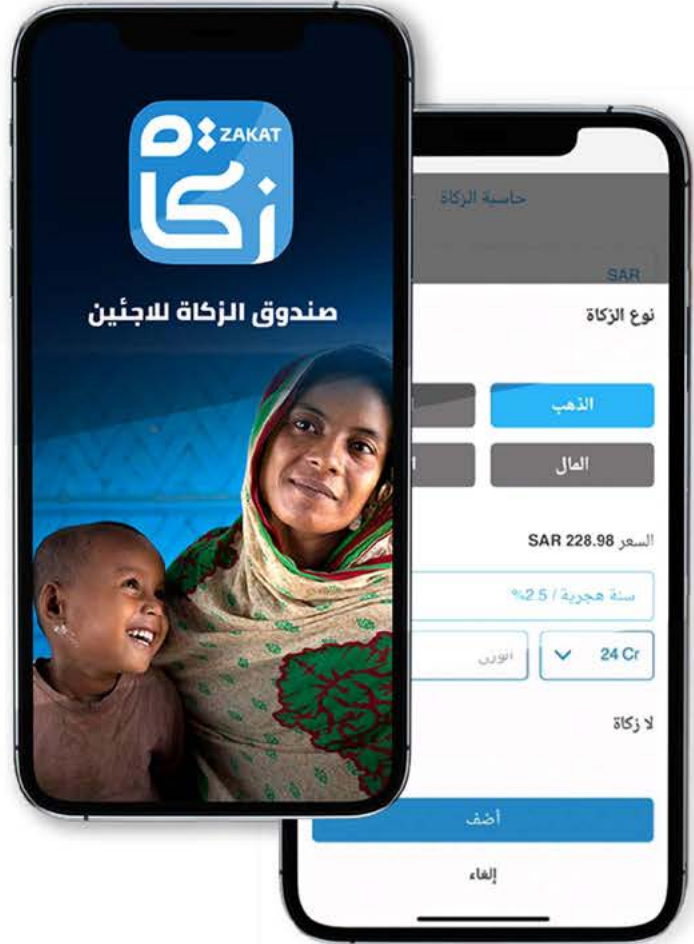 ZAKAT
زكاة
صندوق الزكاة للاجئين
حاسبة الزكاة
SAR
نوع الزكاة
الذهب
المال
السعر SAR 228.98
سنة هجرية / 2.5%
24 Cr
الوزن
لا زكاة
أضف
إلغاء